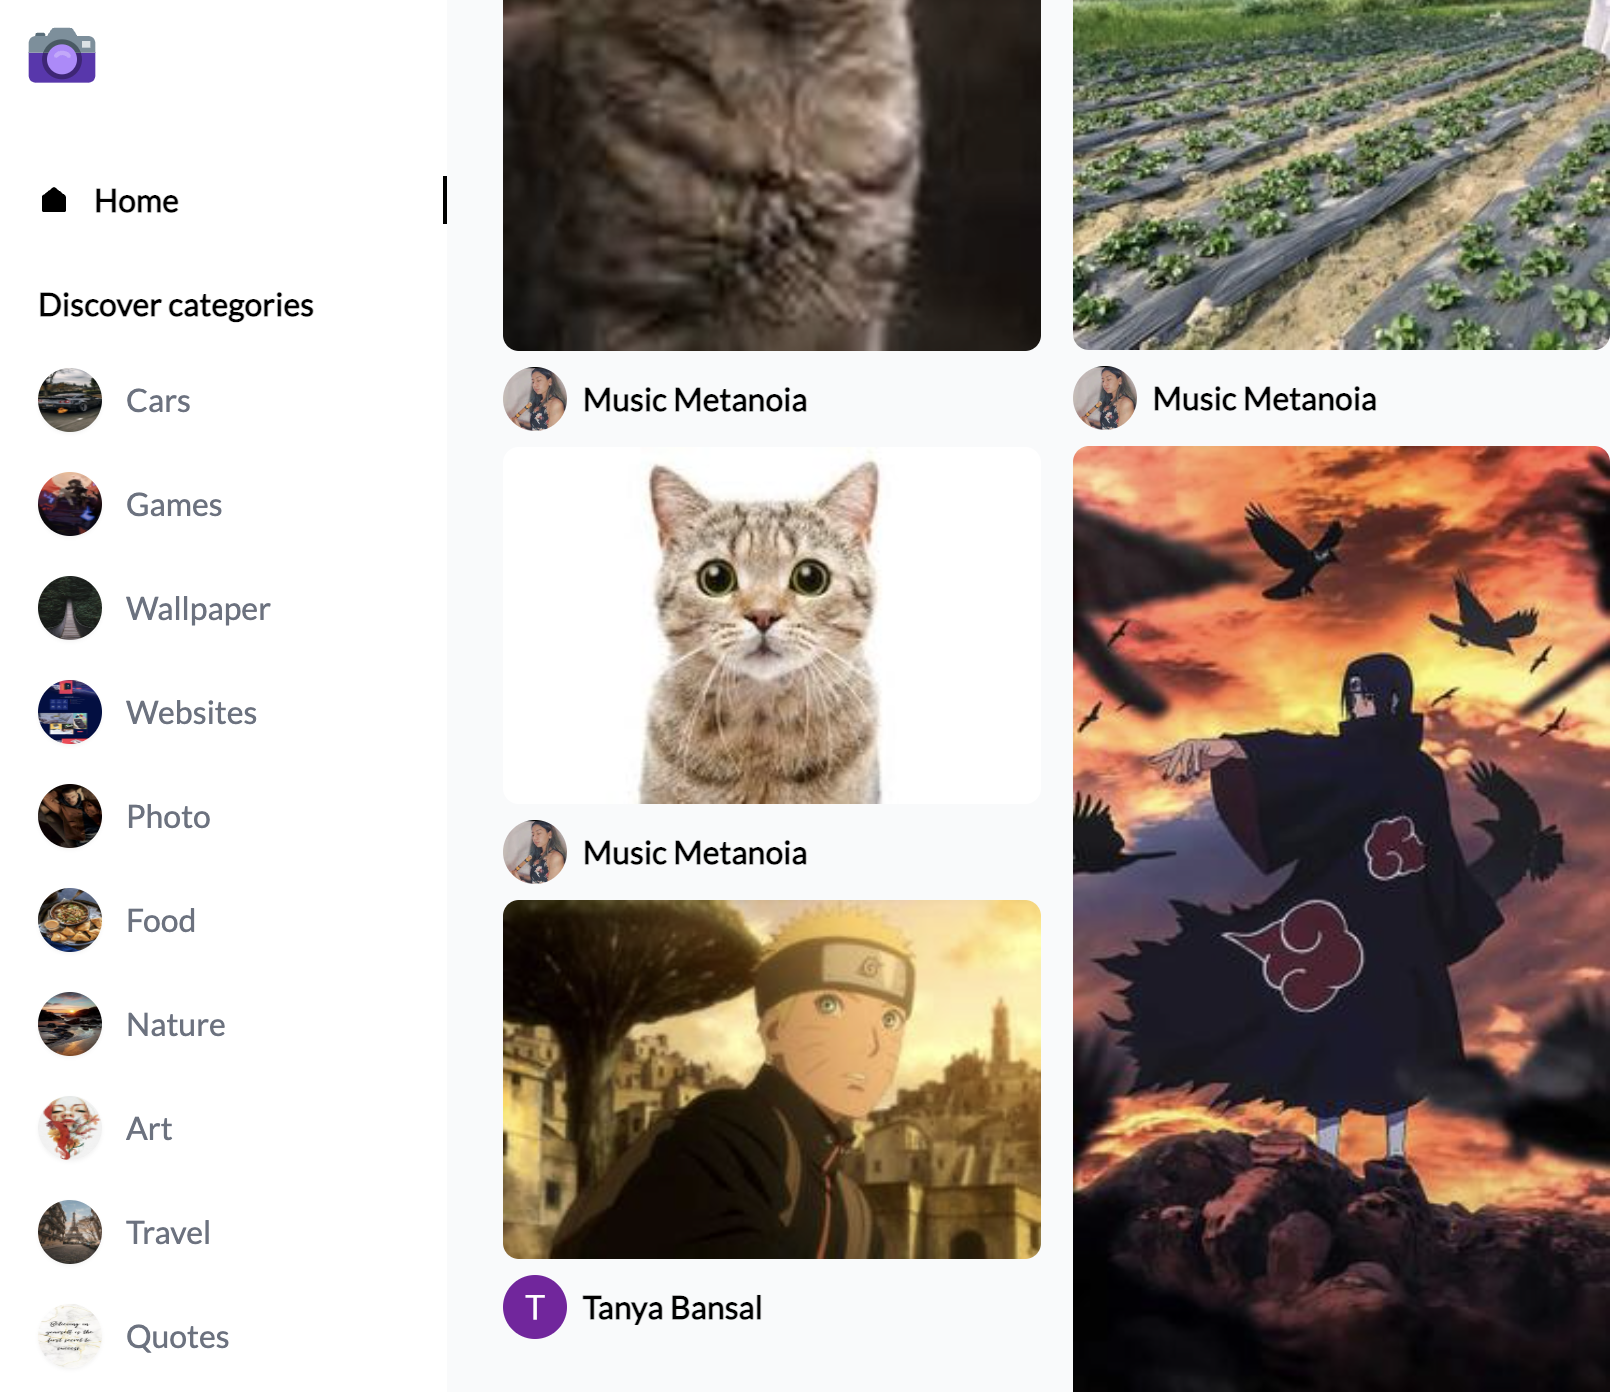 Home
Discover categories
Cars
Games
Wallpaper
Websites
Photo
Food
Nature
Art
Travel
Quotes
Music Metanoia
Music Metanoia
T
Tanya Bansal
Music Metanoia